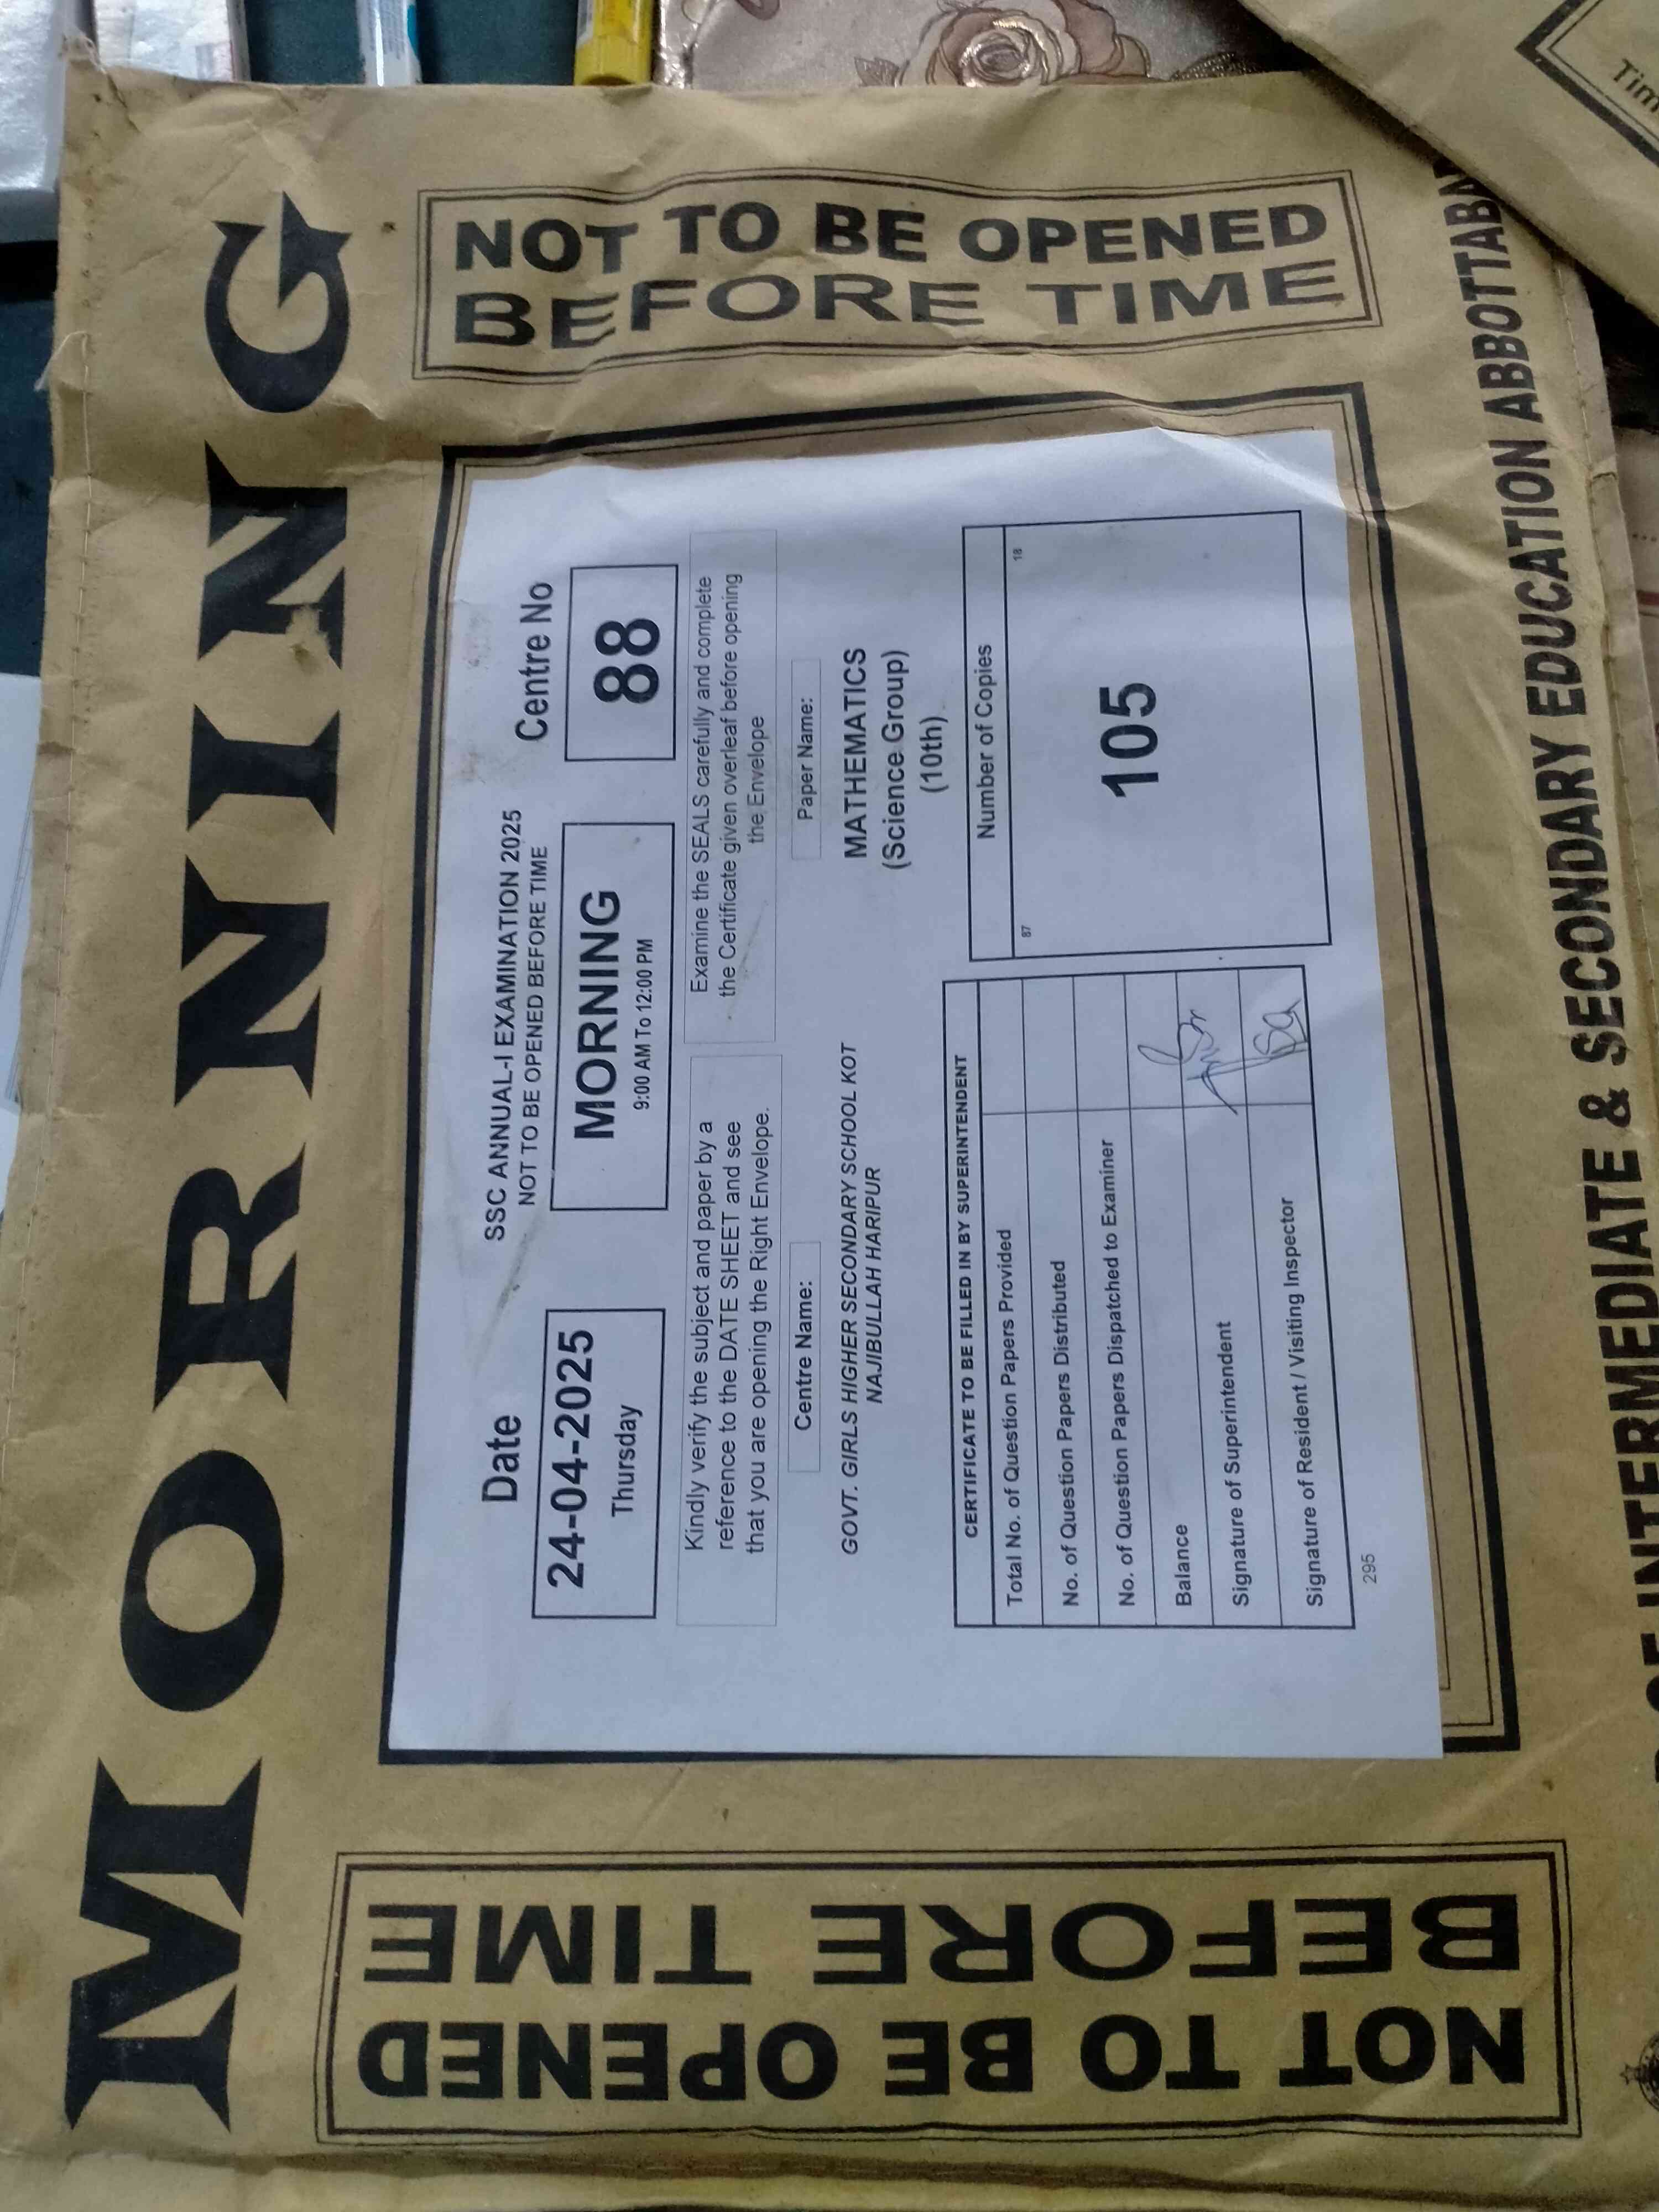 MORNING
NOT TO BE OPENED
BEFORE TIME
NOT TO BE OPENED
BEFORE TIME
Date
24-04-2025
Thursday
SSC ANNUAL-I EXAMINATION 2025
NOT TO BE OPENED BEFORE TIME
MORNING
9:00 AM To 12:00 PM
Centre No
88
Kindly verify the subject and paper by a
reference to the DATE SHEET and see
that you are opening the Right Envelope.
Examine the SEALS carefully and complete
the Certificate given overleaf before opening
the Envelope
Centre Name:
GOVT. GIRLS HIGHER SECONDARY SCHOOL KOT
NAJIBULLAH HARIPUR
Paper Name:
MATHEMATICS
(Science Group)
(10th)
CERTIFICATE TO BE FILLED IN BY SUPERINTENDENT
Total No. of Question Papers Provided
No. of Question Papers Distributed
No. of Question Papers Dispatched to Examiner
Balance
Signature of Superintendent
Signature of Resident / Visiting Inspector
Number of Copies
87 18
105
295
OF INTERMEDIATE & SECONDARY EDUCATION ABBOTTABA
Tim